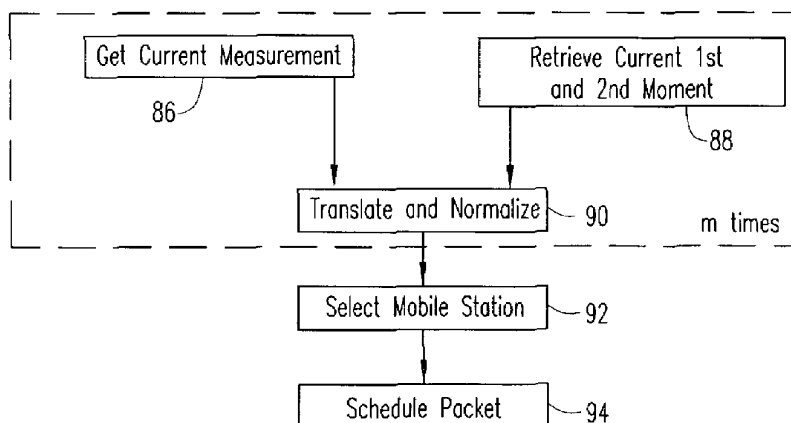 Get Current Measurement
86
Retrieve Current 1st
and 2nd Moment
88
Translate and Normalize
90
m times
Select Mobile Station
92
Schedule Packet
94